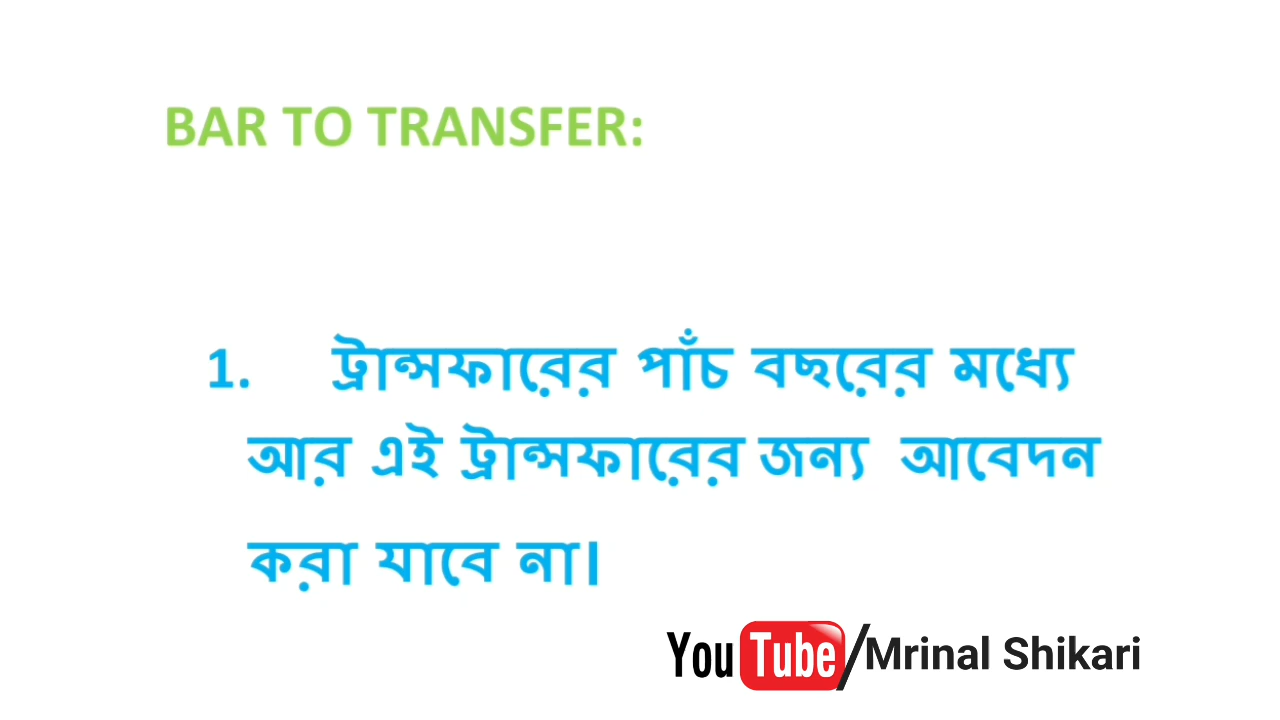 BAR TO TRANSFER:
1. ট্রান্সফারের পাঁচ বছরের মধ্যে
আর এই ট্রান্সফারের জন্য আবেদন
করা যাবে না।
YouTube/Mrinal Shikari